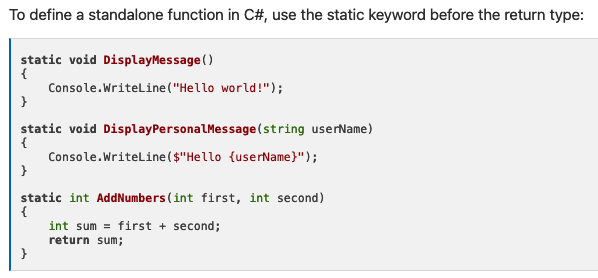 To define a standalone function in C#, use the static keyword before the return type:
static void DisplayMessage()
{
    Console.WriteLine("Hello world!");
}
static void DisplayPersonalMessage(string userName)
{
    Console.WriteLine($"Hello {userName}");
}
static int AddNumbers(int first, int second)
{
    int sum = first + second;
    return sum;
}